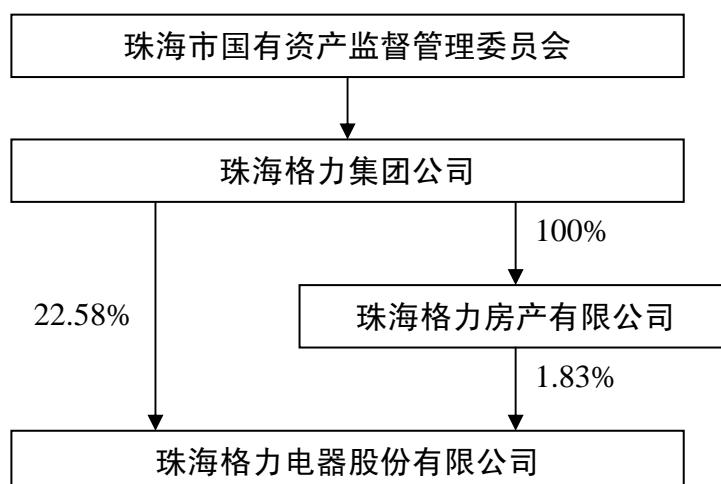 珠海市国有资产监督管理委员会
珠海格力集团公司
100%
22.58%
珠海格力房产有限公司
1.83%
珠海格力电器股份有限公司